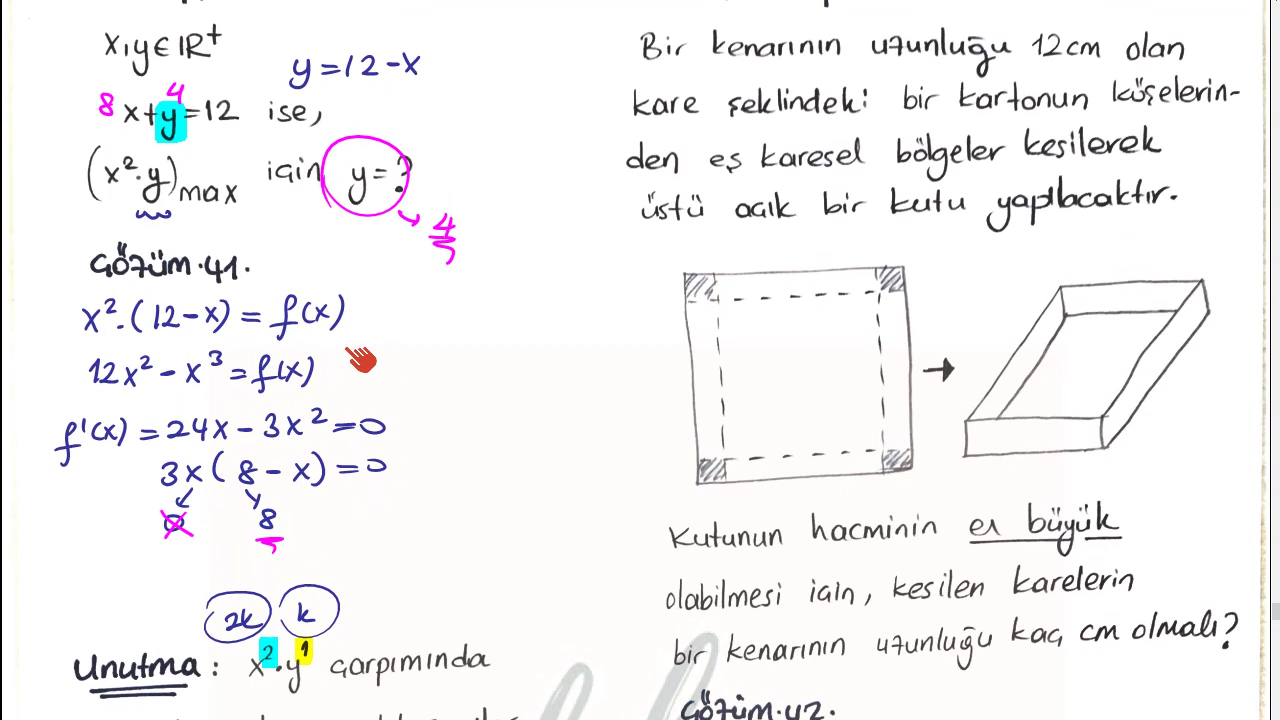 x,y ∈ IR⁺
y = 12 - x
8 4
x + y = 12 ise,
(x² . y)max için y = ?
4
Çözüm.41.
x² . (12 - x) = f(x)
12x² - x³ = f(x)
f'(x) = 24x - 3x² = 0
3x ( 8 - x) = 0
0 8
2k k
Unutma : x² . y¹ çarpımında
Bir kenarının uzunluğu 12 cm olan
kare şeklindeki bir kartonun köşelerin-
den eş karesel bölgeler kesilerek
üstü açık bir kutu yapılacaktır.
Kutunun hacminin en büyük
olabilmesi için, kesilen karelerin
bir kenarının uzunluğu kaç cm olmalı?
Çözüm.42.